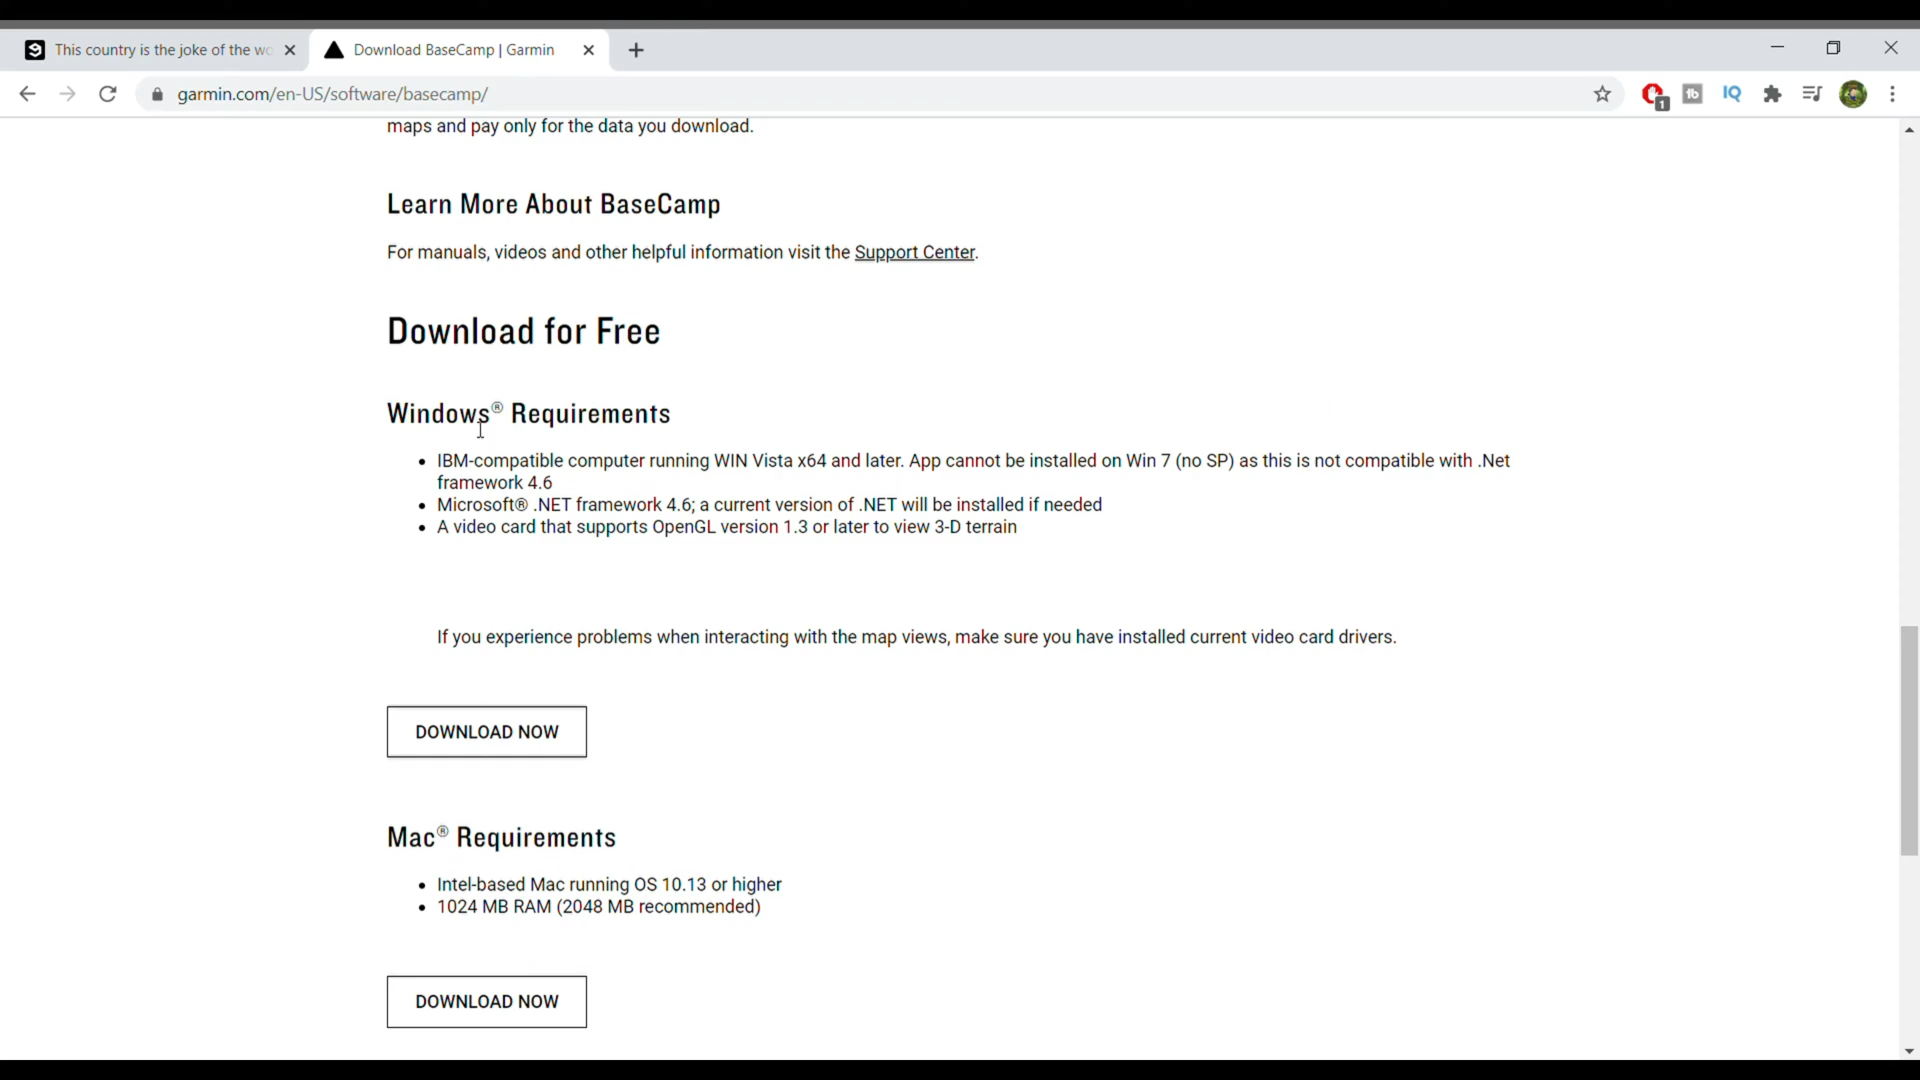 This country is the joke of the wo
Download BaseCamp | Garmin
garmin.com/en-US/software/basecamp/
1
tb
IQ
maps and pay only for the data you download.
Learn More About BaseCamp
For manuals, videos and other helpful information visit the Support Center.
Download for Free
Windows® Requirements
• IBM-compatible computer running WIN Vista x64 and later. App cannot be installed on Win 7 (no SP) as this is not compatible with .Net
framework 4.6
• Microsoft® .NET framework 4.6; a current version of .NET will be installed if needed
• A video card that supports OpenGL version 1.3 or later to view 3-D terrain
If you experience problems when interacting with the map views, make sure you have installed current video card drivers.
DOWNLOAD NOW
Mac® Requirements
• Intel-based Mac running OS 10.13 or higher
• 1024 MB RAM (2048 MB recommended)
DOWNLOAD NOW